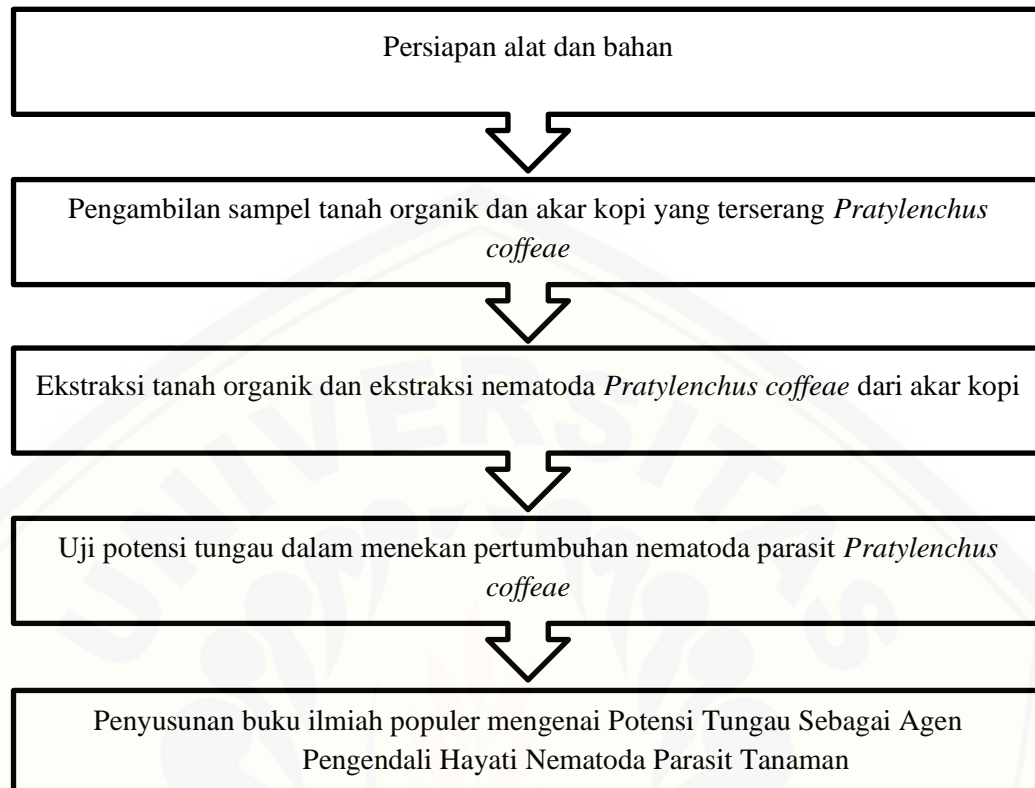 Persiapan alat dan bahan
Pengambilan sampel tanah organik dan akar kopi yang terserang Pratylenchus
coffeae
Ekstraksi tanah organik dan ekstraksi nematoda Pratylenchus coffeae dari akar kopi
Uji potensi tungau dalam menekan pertumbuhan nematoda parasit Pratylenchus
coffeae
Penyusunan buku ilmiah populer mengenai Potensi Tungau Sebagai Agen
Pengendali Hayati Nematoda Parasit Tanaman
UNIVERSITAS